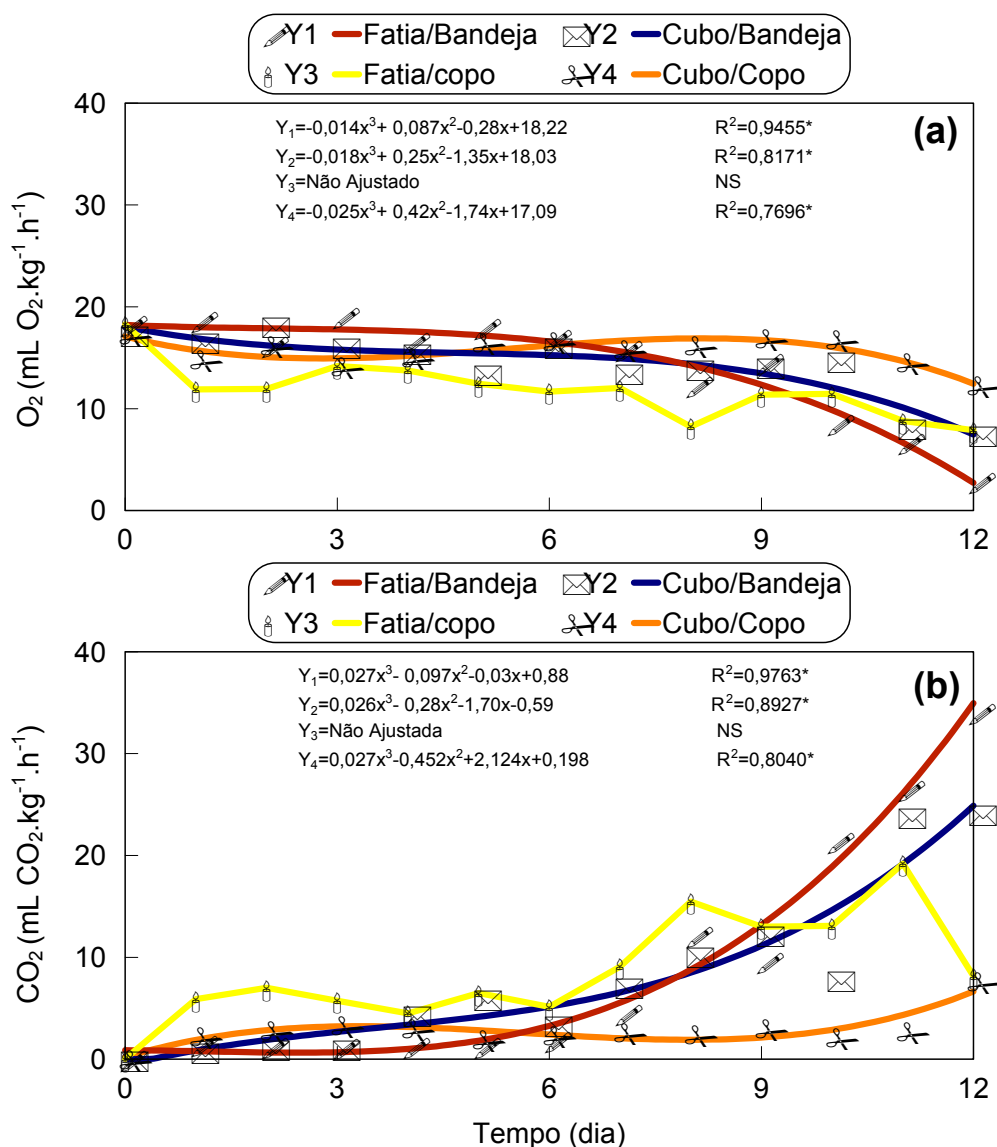 Y1 Fatia/Bandeja Y2 Cubo/Bandeja
Y3 Fatia/copo Y4 Cubo/Copo
(a)
Y₁=-0,014x³+ 0,087x²-0,28x+18,22 R²=0,9455*
Y₂=-0,018x³+ 0,25x²-1,35x+18,03 R²=0,8171*
Y₃=Não Ajustado NS
Y₄=-0,025x³+ 0,42x²-1,74x+17,09 R²=0,7696*
O₂ (mL O₂.kg⁻¹.h⁻¹)
40
30
20
10
0
0 3 6 9 12
Y1 Fatia/Bandeja Y2 Cubo/Bandeja
Y3 Fatia/copo Y4 Cubo/Copo
(b)
Y₁=0,027x³- 0,097x²-0,03x+0,88 R²=0,9763*
Y₂=0,026x³- 0,28x²-1,70x-0,59 R²=0,8927*
Y₃=Não Ajustada NS
Y₄=0,027x³-0,452x²+2,124x+0,198 R²=0,8040*
CO₂ (mL CO₂.kg⁻¹.h⁻¹)
40
30
20
10
0
0 3 6 9 12
Tempo (dia)